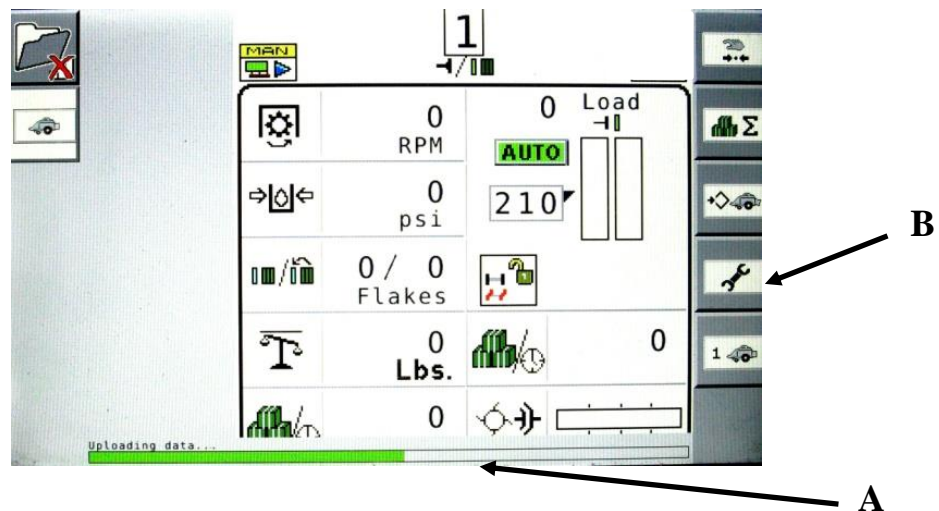 1
MAN
0
RPM
0
Load
AUTO
Σ
0
psi
210
B
0 / 0
Flakes
1
0
Lbs.
0
1
0
Uploading data...
A